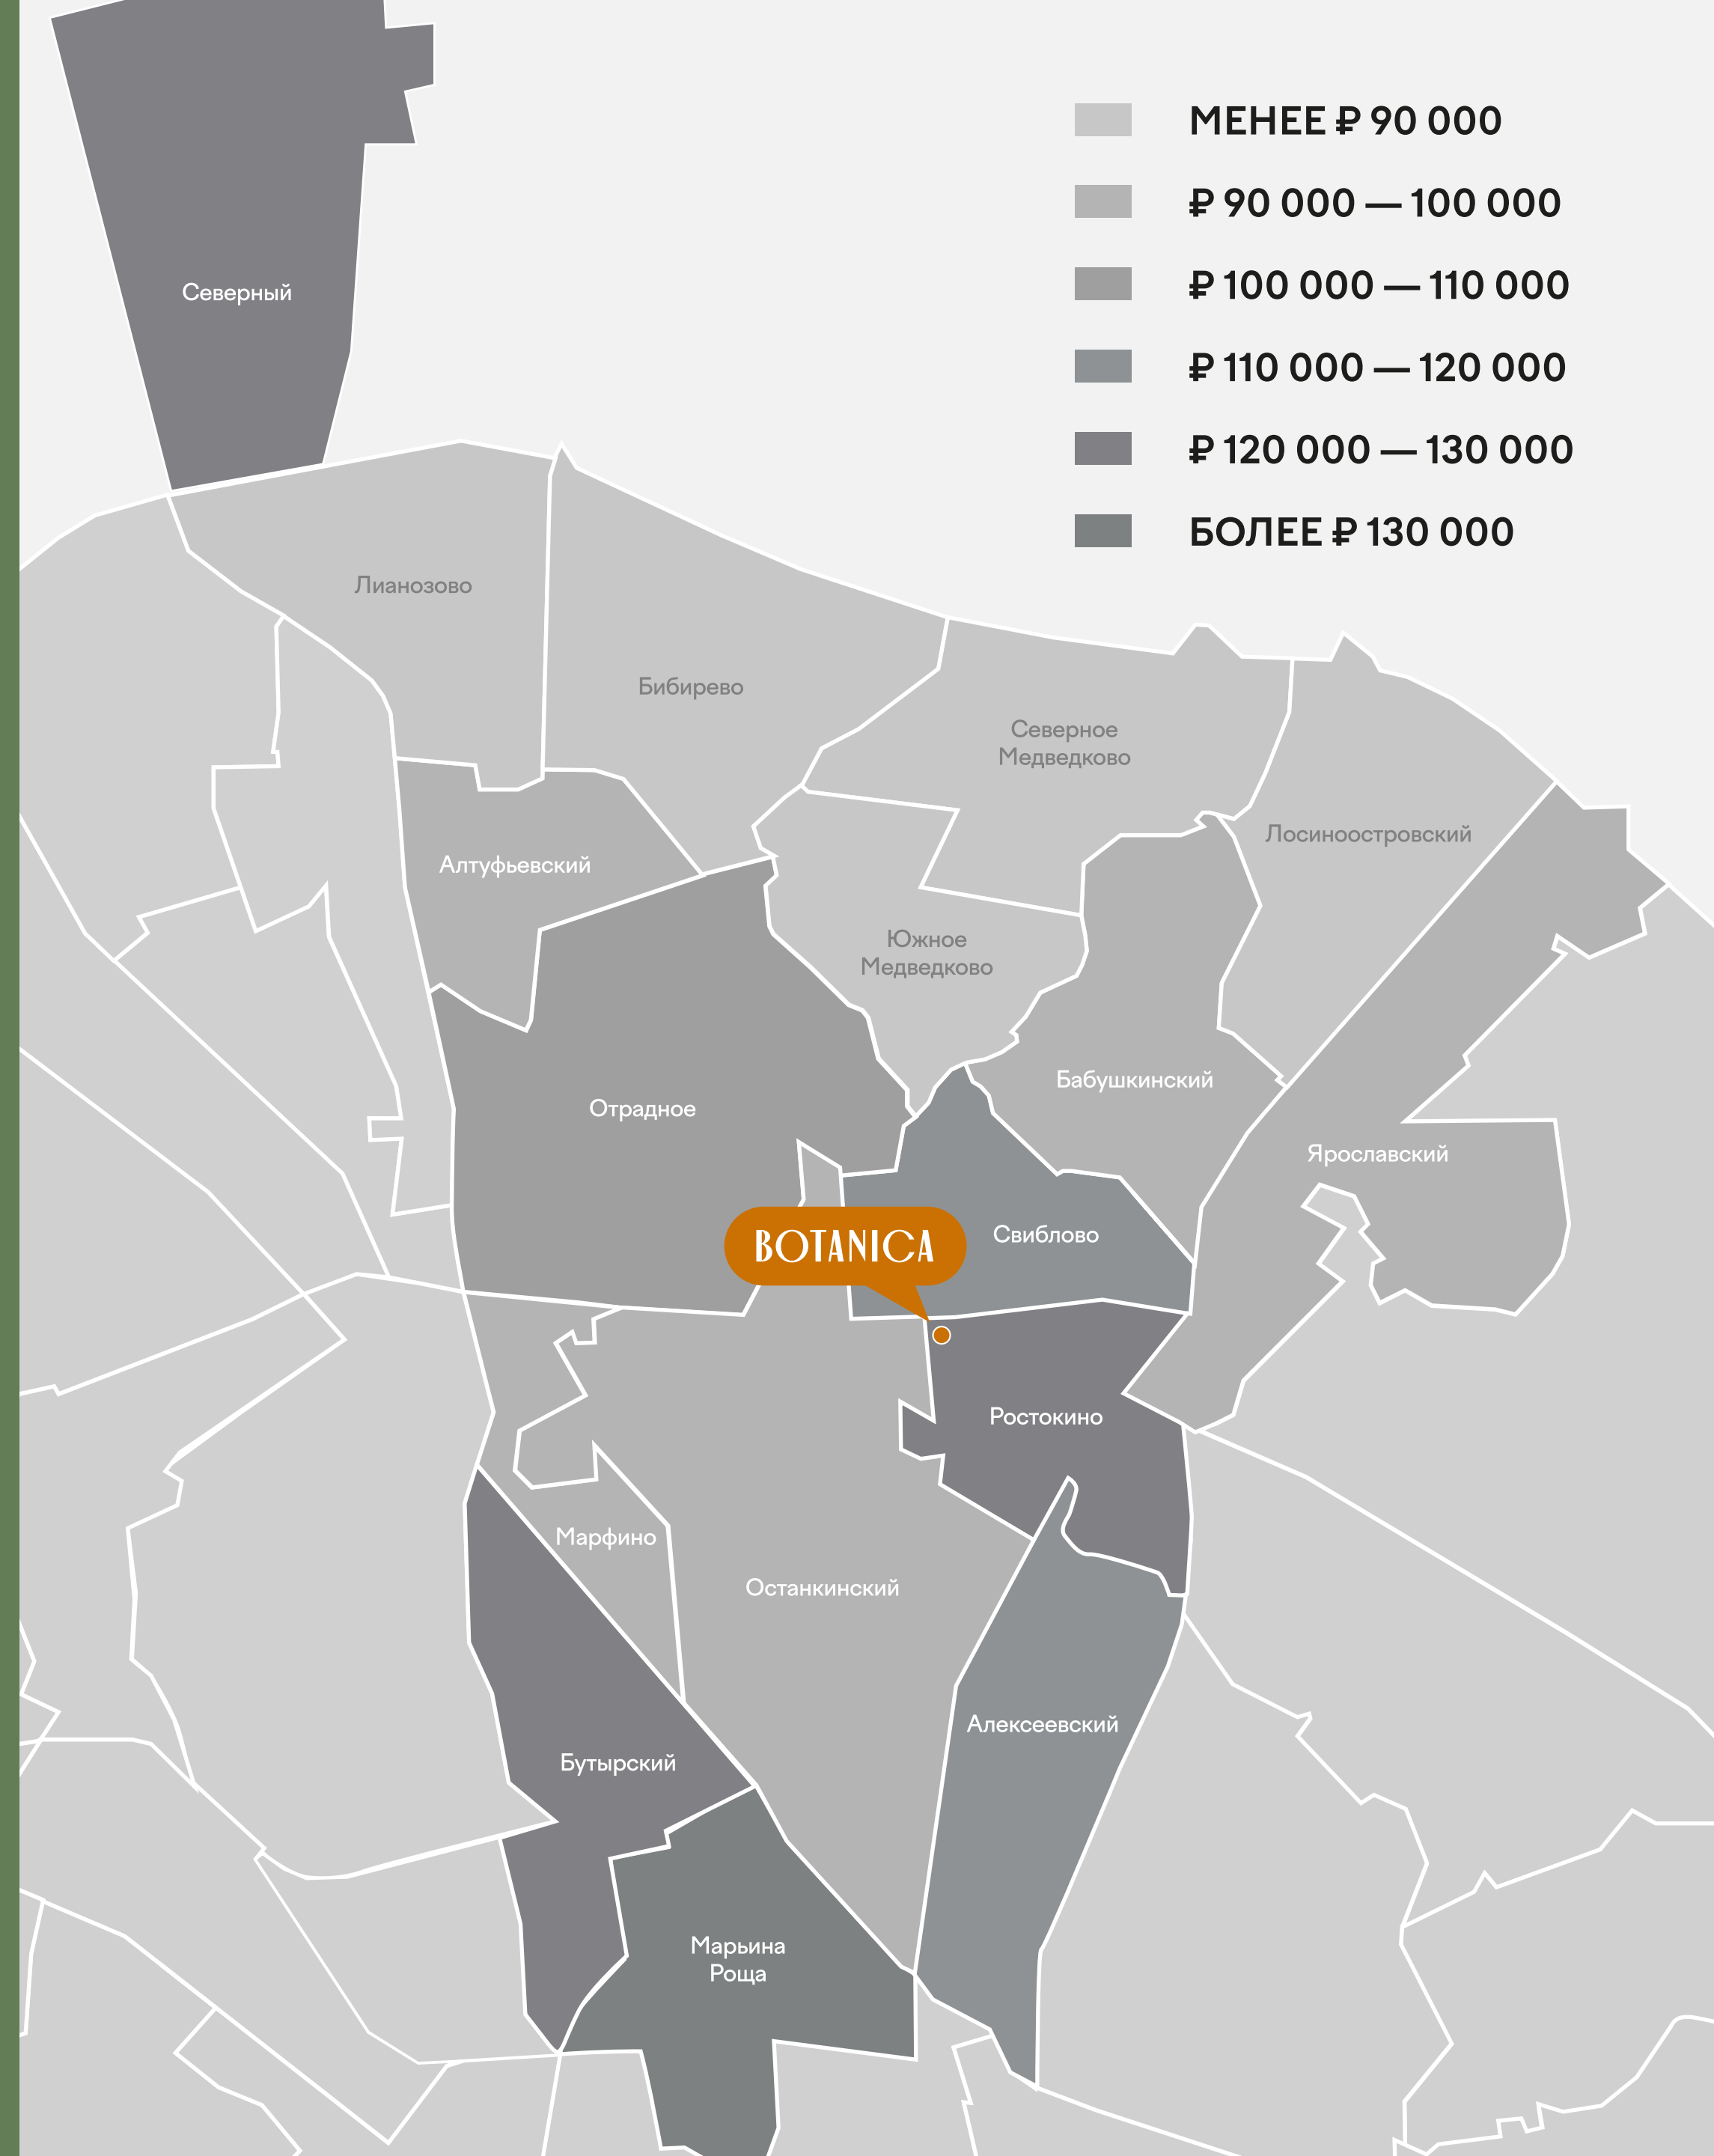 МЕНЕЕ ₽ 90 000
₽ 90 000 — 100 000
₽ 100 000 — 110 000
₽ 110 000 — 120 000
₽ 120 000 — 130 000
БОЛЕЕ ₽ 130 000
Северный
Лианозово
Бибирево
Северное
Медведково
Лосиноостровский
Алтуфьевский
Южное
Медведково
Бабушкинский
Отрадное
Ярославский
Свиблово
BOTANICA
Ростокино
Марфино
Останкинский
Алексеевский
Бутырский
Марьина
Роща